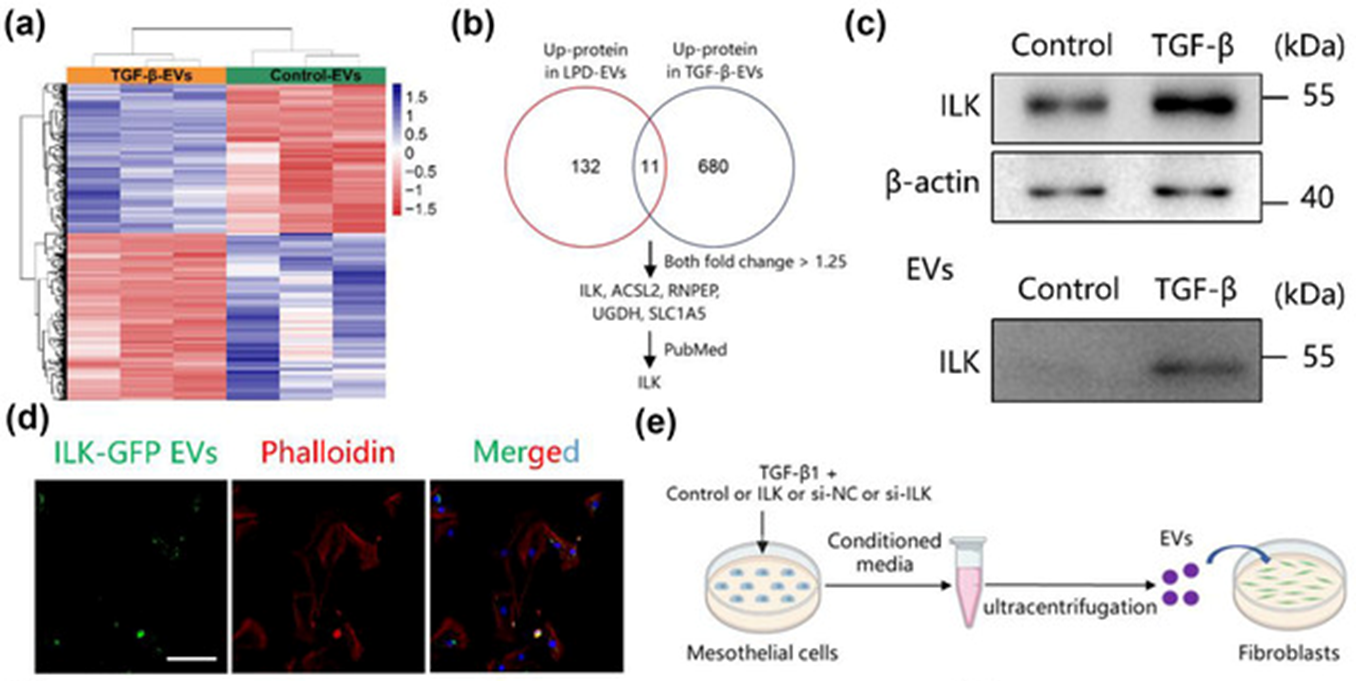 (a)
TGF-β-EVs Control-EVs
1.5
1
0.5
0
−0.5
−1
−1.5
(b)
Up-protein
in LPD-EVs
Up-protein
in TGF-β-EVs
132 11 680
Both fold change > 1.25
ILK, ACSL2, RNPEP,
UGDH, SLC1A5
PubMed
ILK
(c)
Control TGF-β (kDa)
ILK 55
β-actin 40
EVs
Control TGF-β (kDa)
ILK 55
(d)
ILK-GFP EVs Phalloidin Merged
(e)
TGF-β1 +
Control or ILK or si-NC or si-ILK
Conditioned
media
ultracentrifugation
EVs
Mesothelial cells Fibroblasts